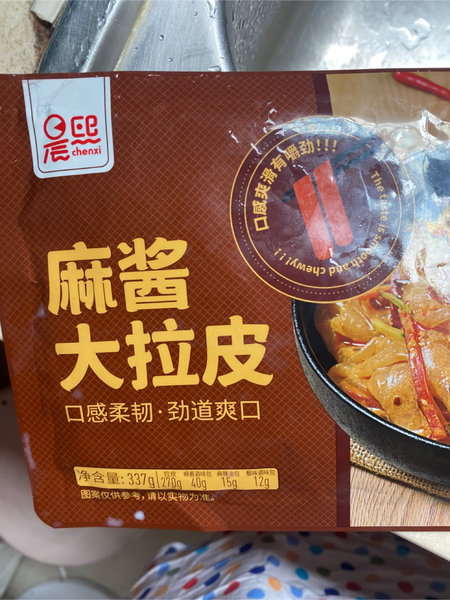 晨熙
chenxi
口感爽滑有嚼劲!!!
The taste is smooth and chewy!!!
麻酱
大拉皮
口感柔韧·劲道爽口
净含量: 337g
拉皮 麻酱调味包 麻辣油包 醋味调味包
270g 40g 15g 12g
图案仅供参考,请以实物为准。